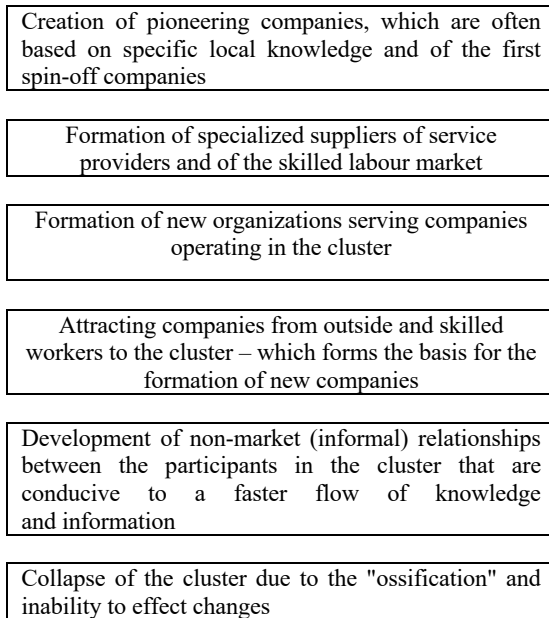 Creation of pioneering companies, which are often
based on specific local knowledge and of the first
spin-off companies
Formation of specialized suppliers of service
providers and of the skilled labour market
Formation of new organizations serving companies
operating in the cluster
Attracting companies from outside and skilled
workers to the cluster – which forms the basis for the
formation of new companies
Development of non-market (informal) relationships
between the participants in the cluster that are
conducive to a faster flow of knowledge
and information
Collapse of the cluster due to the "ossification" and
inability to effect changes